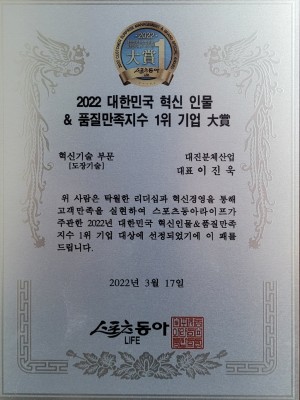 2022
大賞
1
2022 대한민국 혁신 인물
& 품질만족지수 1위 기업 大賞
혁신기술 부문
[도장기술]
대진분체산업
대표 이진욱
위 사람은 탁월한 리더십과 혁신경영을 통해
고객만족을 실현하여 스포츠동아라이프가
주관한 2022년 대한민국 혁신인물&품질만족
지수 1위 기업 대상에 선정되었기에 이 패를
드립니다.
2022년 3월 17일
스포츠동아
LIFE